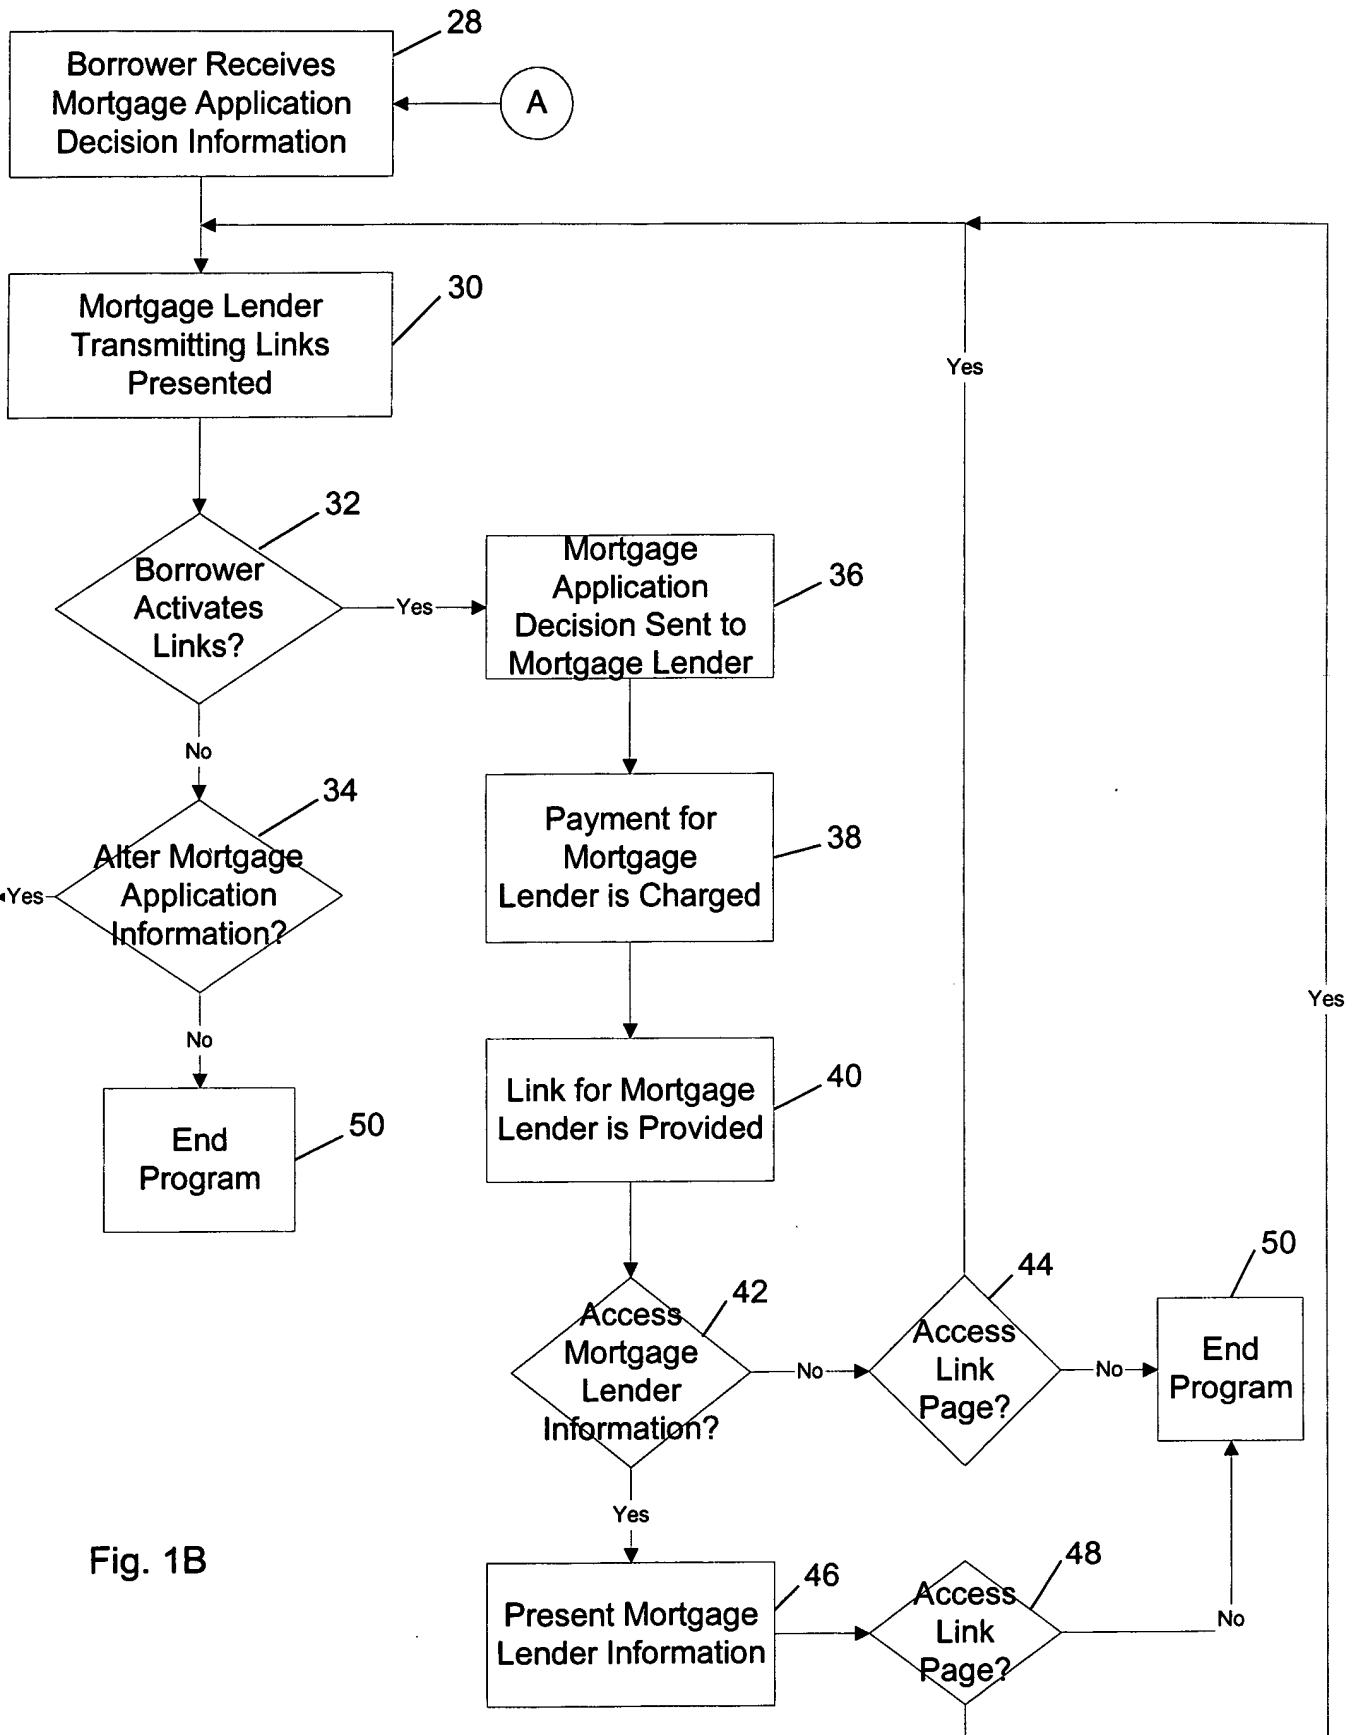 28
Borrower Receives
Mortgage Application
Decision Information
A
Mortgage Lender
Transmitting Links
Presented
30
Yes
32
Borrower
Activates
Links?
Yes
Mortgage
Application
Decision Sent to
Mortgage Lender
36
No
34
Alter Mortgage
Application
Information?
Yes
Payment for
Mortgage
Lender is Charged
38
No
Yes
End
Program
50
Link for Mortgage
Lender is Provided
40
42
Access
Mortgage
Lender
Information?
No
44
Access
Link
Page?
No
50
End
Program
Yes
Fig. 1B
46
Present Mortgage
Lender Information
48
Access
Link
Page?
No